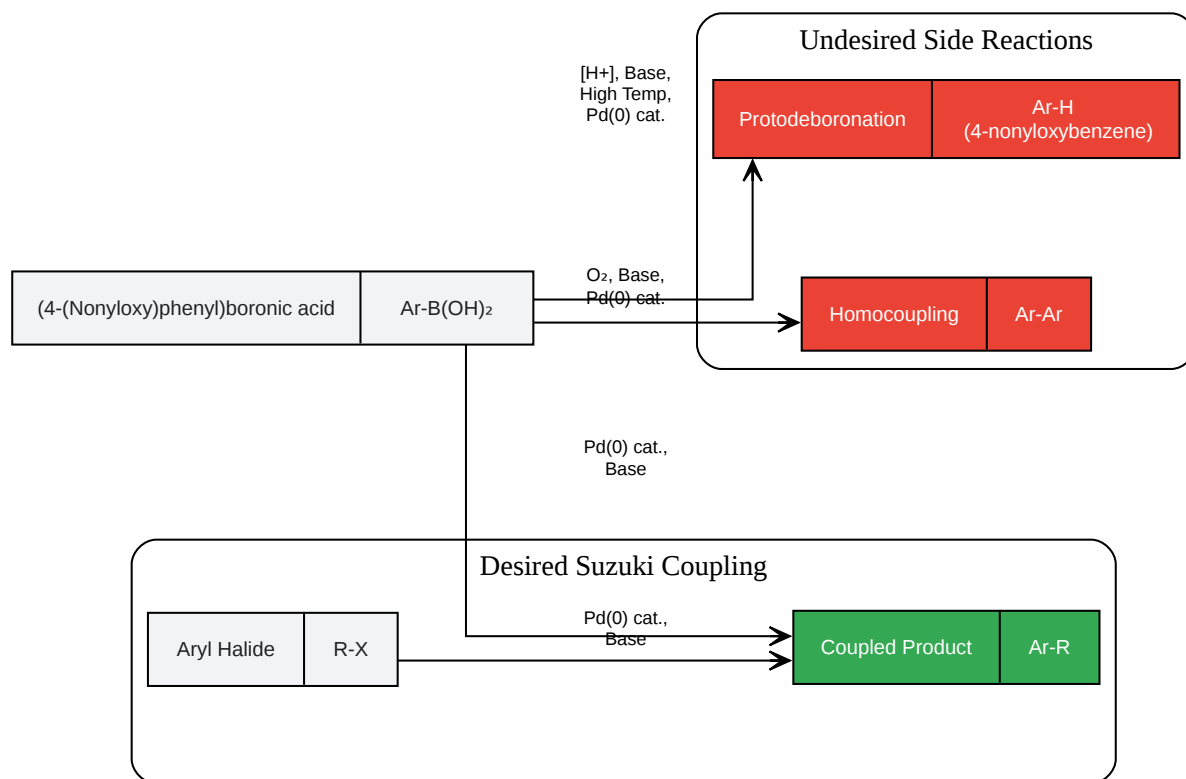 Undesired Side Reactions
[H+], Base,
High Temp,
Pd(0) cat.
Protodeboronation
Ar-H
(4-nonyloxybenzene)
(4-(Nonyloxy)phenyl)boronic acid
Ar-B(OH)₂
O₂, Base,
Pd(0) cat.
Homocoupling
Ar-Ar
Pd(0) cat.,
Base
Desired Suzuki Coupling
Aryl Halide
R-X
Pd(0) cat.,
Base
Coupled Product
Ar-R